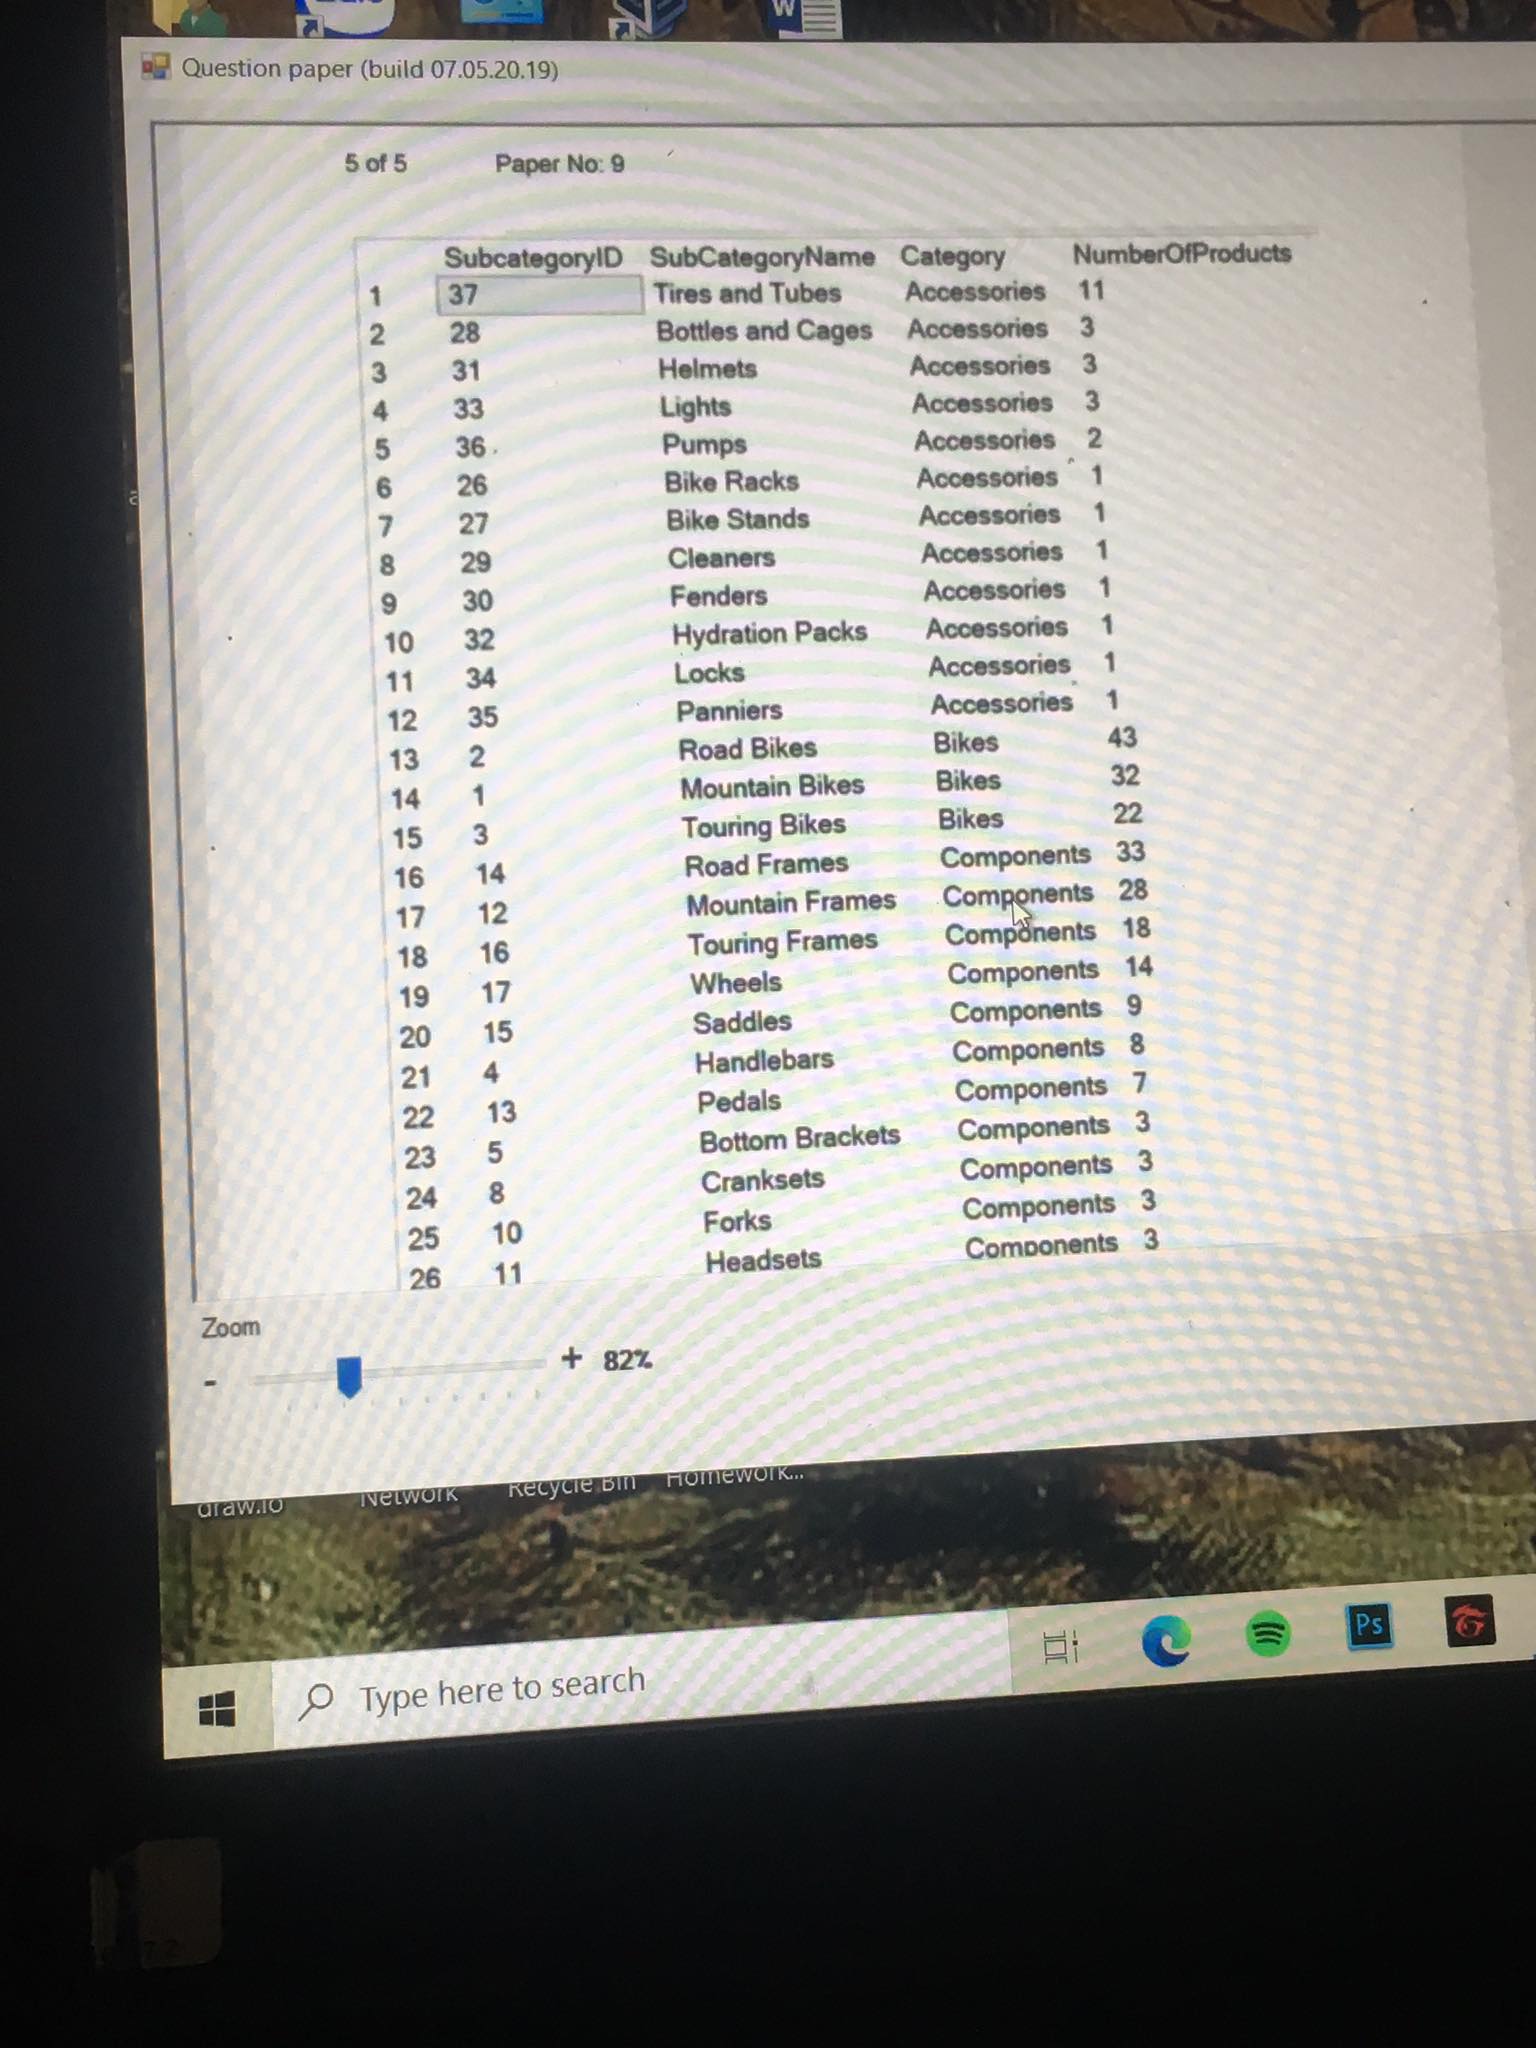 Question paper (build 07.05.20.19)
5 of 5 Paper No: 9
SubcategoryID SubCategoryName Category NumberOfProducts
1 37 Tires and Tubes Accessories 11
2 28 Bottles and Cages Accessories 3
3 31 Helmets Accessories 3
4 33 Lights Accessories 3
5 36 Pumps Accessories 2
6 26 Bike Racks Accessories 1
7 27 Bike Stands Accessories 1
8 29 Cleaners Accessories 1
9 30 Fenders Accessories 1
10 32 Hydration Packs Accessories 1
11 34 Locks Accessories 1
12 35 Panniers Accessories 1
13 2 Road Bikes Bikes 43
14 1 Mountain Bikes Bikes 32
15 3 Touring Bikes Bikes 22
16 14 Road Frames Components 33
17 12 Mountain Frames Components 28
18 16 Touring Frames Components 18
19 17 Wheels Components 14
20 15 Saddles Components 9
21 4 Handlebars Components 8
22 13 Pedals Components 7
23 5 Bottom Brackets Components 3
24 8 Cranksets Components 3
25 10 Forks Components 3
26 11 Headsets Components 3
Zoom
- + 82%
draw.io Network Recycle Bin Homework...
Type here to search
Ps